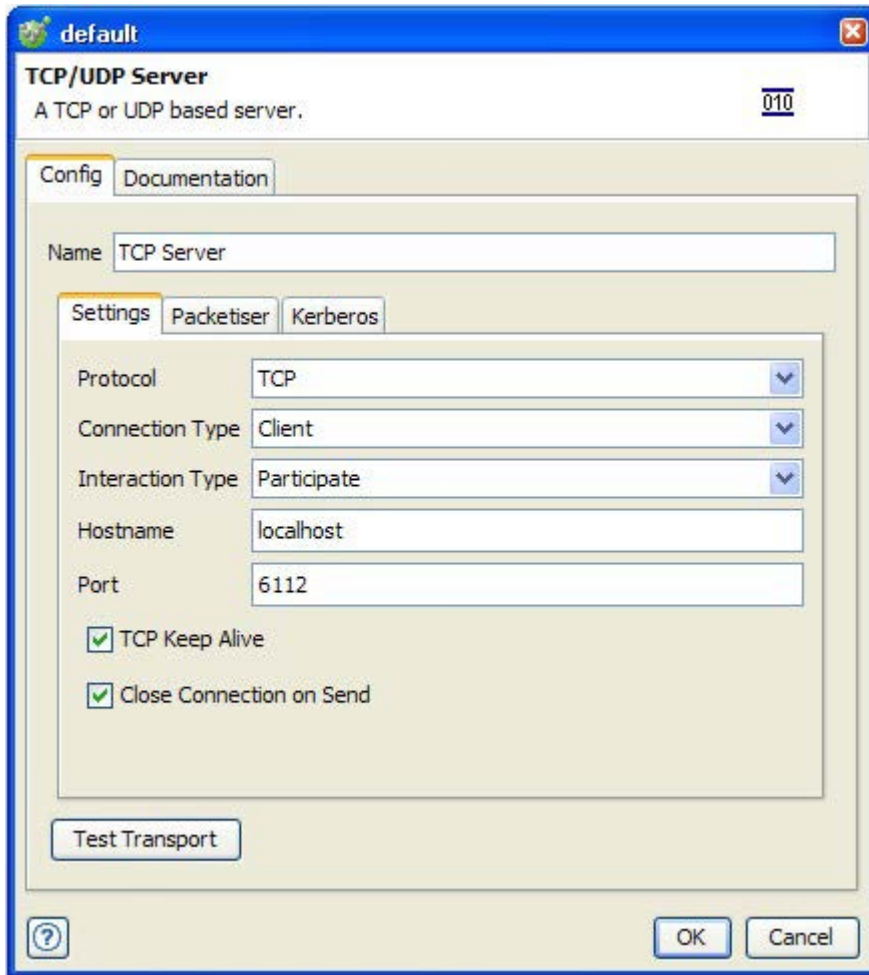 default
TCP/UDP Server
A TCP or UDP based server.
010
Config Documentation
Name TCP Server
Settings Packetiser Kerberos
Protocol TCP
Connection Type Client
Interaction Type Participate
Hostname localhost
Port 6112
TCP Keep Alive
Close Connection on Send
Test Transport
? OK Cancel